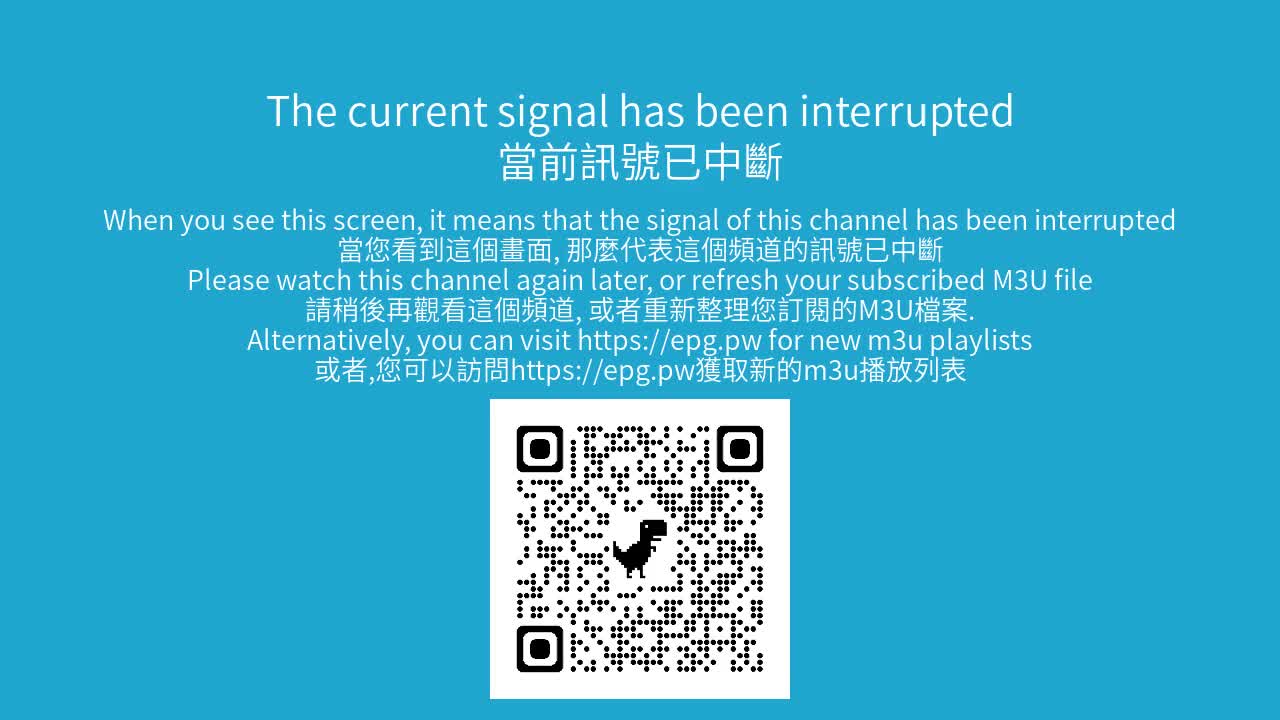 The current signal has been interrupted
當前訊號已中斷
When you see this screen, it means that the signal of this channel has been interrupted
當您看到這個畫面, 那麼代表這個頻道的訊號已中斷
Please watch this channel again later, or refresh your subscribed M3U file
請稍後再觀看這個頻道, 或者重新整理您訂閱的M3U檔案.
Alternatively, you can visit https://epg.pw for new m3u playlists
或者,您可以訪問https://epg.pw獲取新的m3u播放列表